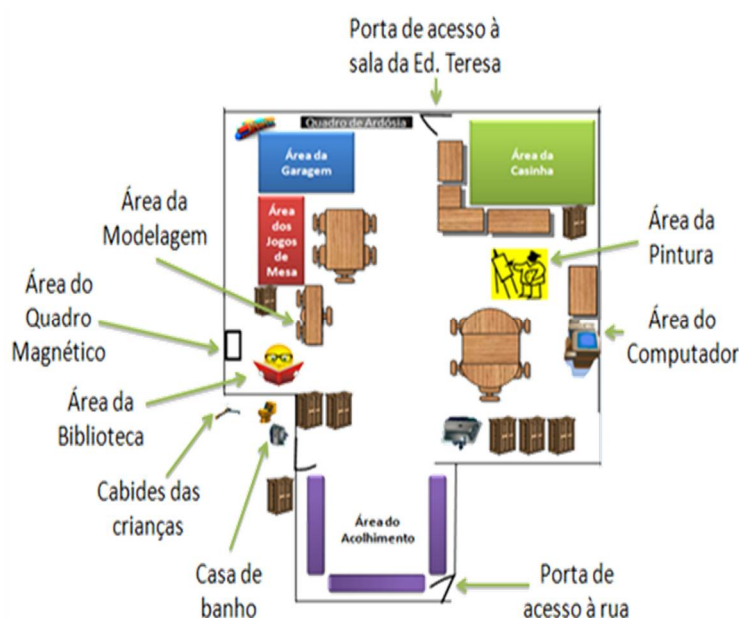 Porta de acesso à
sala da Ed. Teresa
Quadro de Ardósia
Área da
Garagem
Área da
Casinha
Área da
Modelagem
Área
dos
Jogos
de
Mesa
Área da
Pintura
Área do
Quadro
Magnético
Área do
Computador
Área da
Biblioteca
Cabides das
crianças
Área do
Acolhimento
Casa de
banho
Porta de
acesso à rua